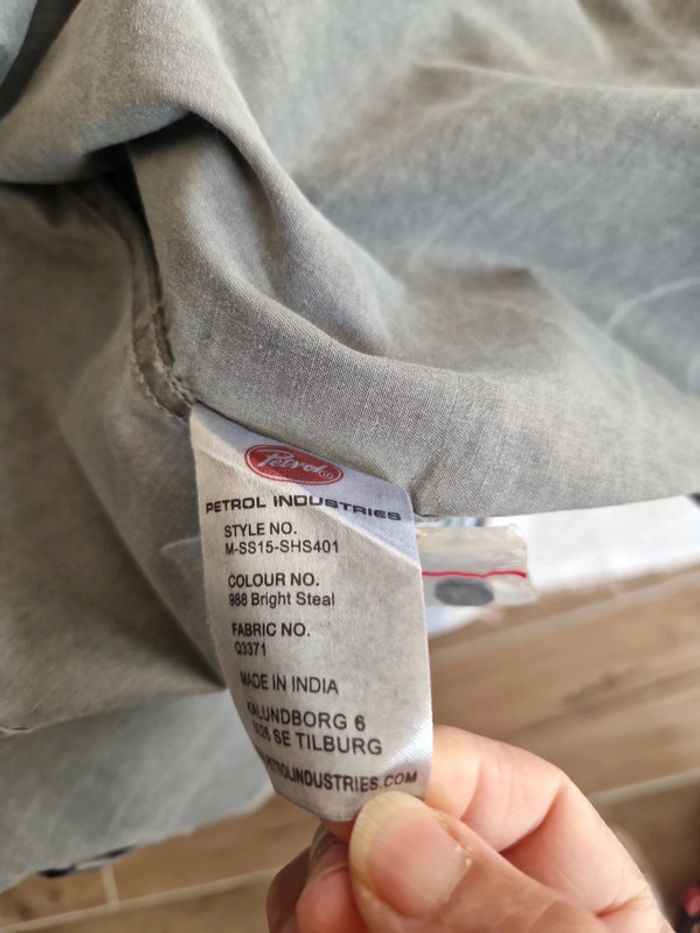 Petrol
PETROL INDUSTRIES
STYLE NO.
M-SS15-SHS401
COLOUR NO.
988 Bright Steal
FABRIC NO.
Q3371
MADE IN INDIA
KALUNDBORG 6
SE TILBURG
.PETROLINDUSTRIES.COM